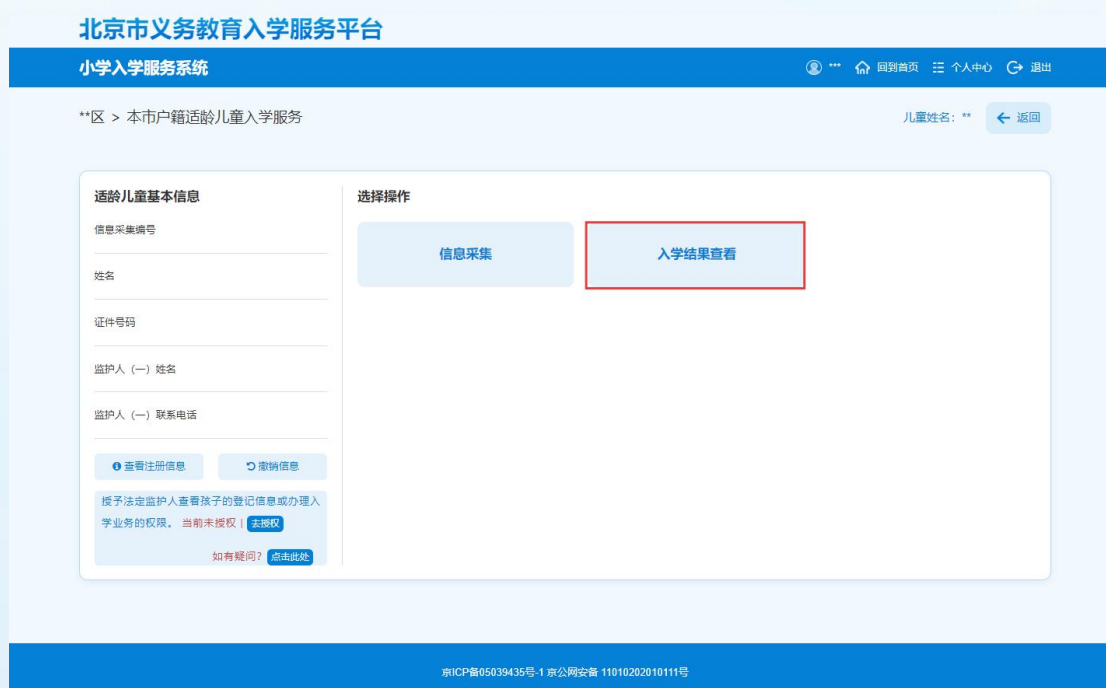 北京市义务教育入学服务平台
小学入学服务系统
*** 回到首页 个人中心 退出
**区 > 本市户籍适龄儿童入学服务
儿童姓名：** 返回
适龄儿童基本信息
信息采集编号
姓名
证件号码
监护人（一）姓名
监护人（一）联系电话
查看注册信息 撤销信息
授予法定监护人查看孩子的登记信息或办理入
学业务的权限。 当前未授权 | 去授权
如有疑问？ 点击此处
选择操作
信息采集 入学结果查看
京ICP备05039435号-1 京公网安备 11010202010111号